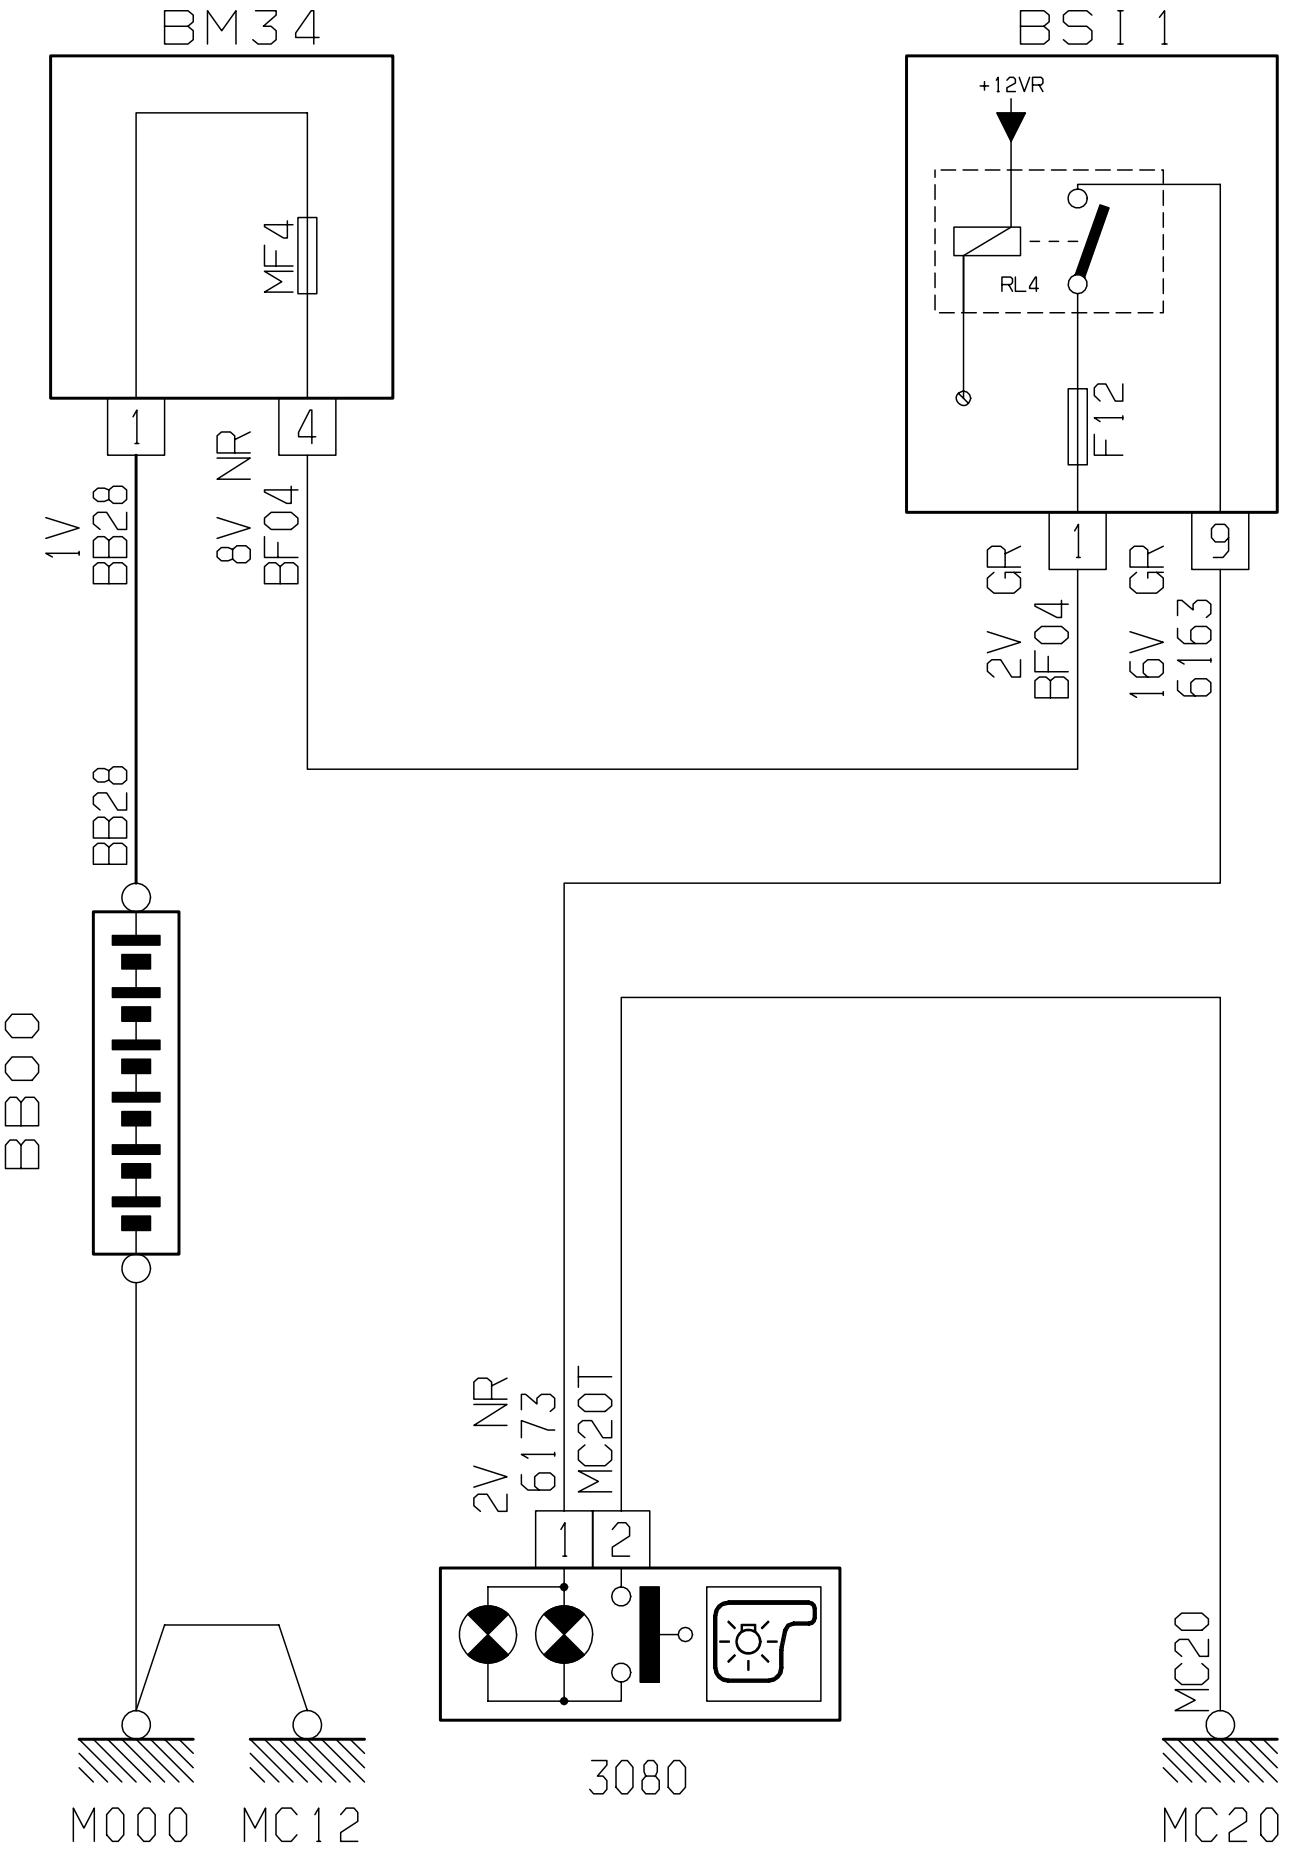 BM34
BSI1
+12VR
MF4
RL4
F12
1
4
1
9
1V
BB28
8V NR
BF04
2V GR
BF04
16V GR
6163
BB28
BB00
2V NR
6173
MC20T
1
2
MC20
3080
M000
MC12
MC20